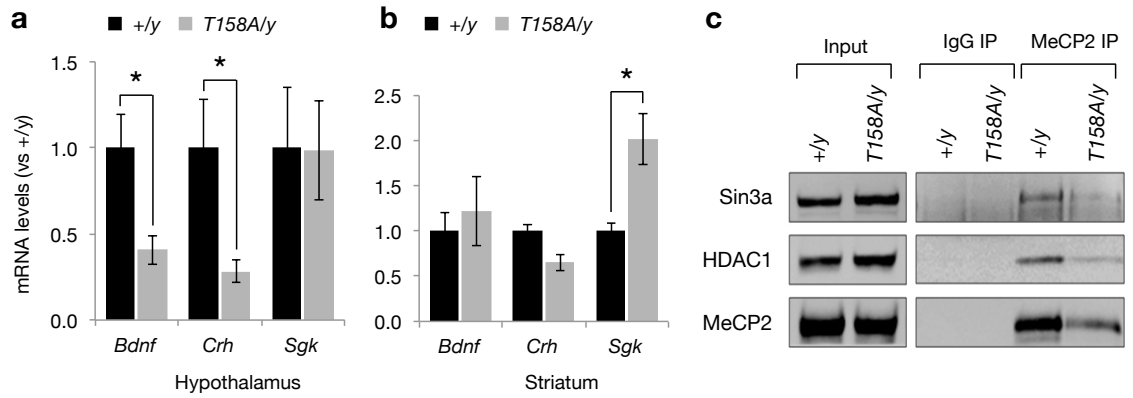 a
+/y T158A/y
mRNA levels (vs +/y)
1.5
1.0
0.5
0.0
*
*
Bdnf Crh Sgk
Hypothalamus
b
+/y T158A/y
2.5
2.0
1.5
1.0
0.5
0.0
*
Bdnf Crh Sgk
Striatum
c
Input IgG IP MeCP2 IP
+/y T158A/y +/y T158A/y +/y T158A/y
Sin3a
HDAC1
MeCP2